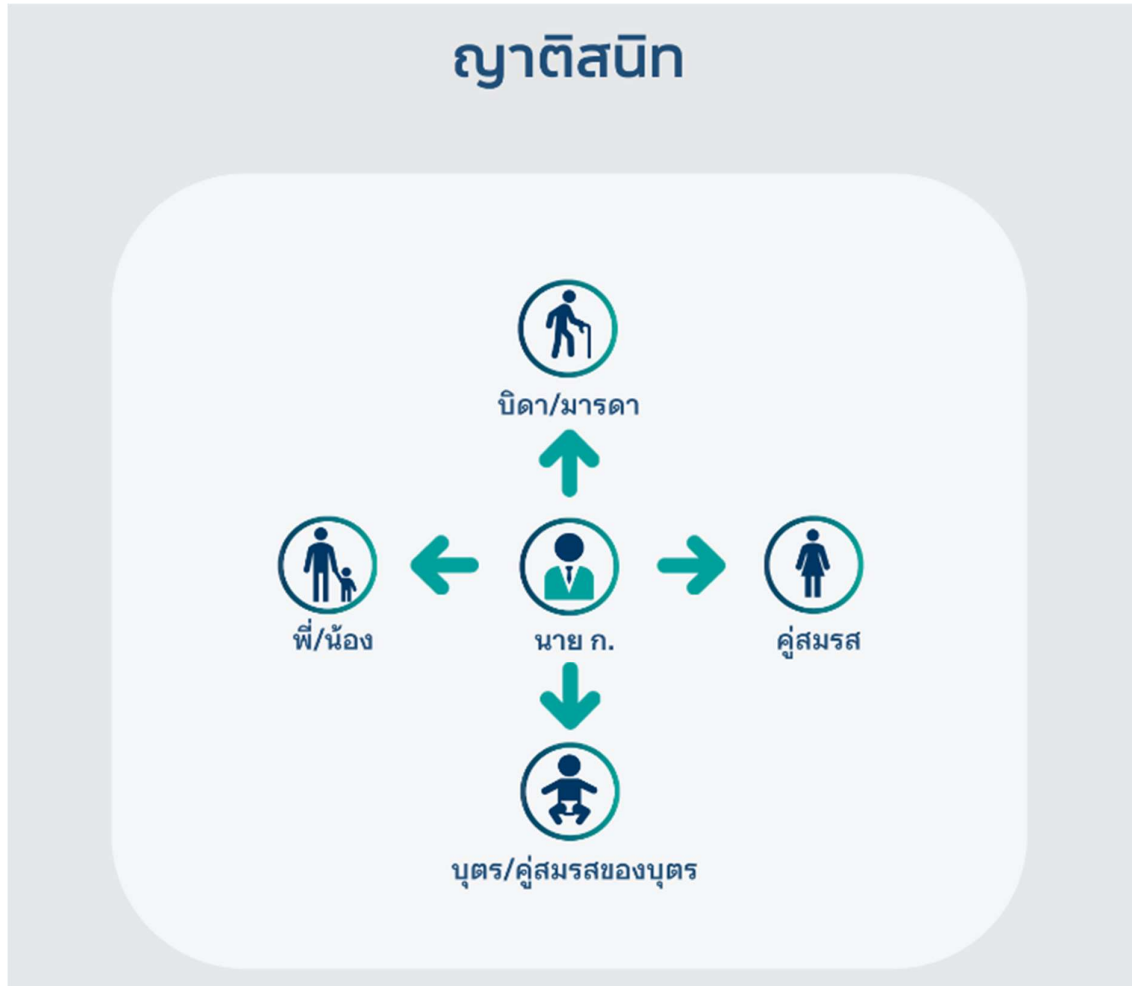 ญาติสนิท
บิดา/มารดา
พี่/น้อง
นาย ก.
คู่สมรส
บุตร/คู่สมรสของบุตร